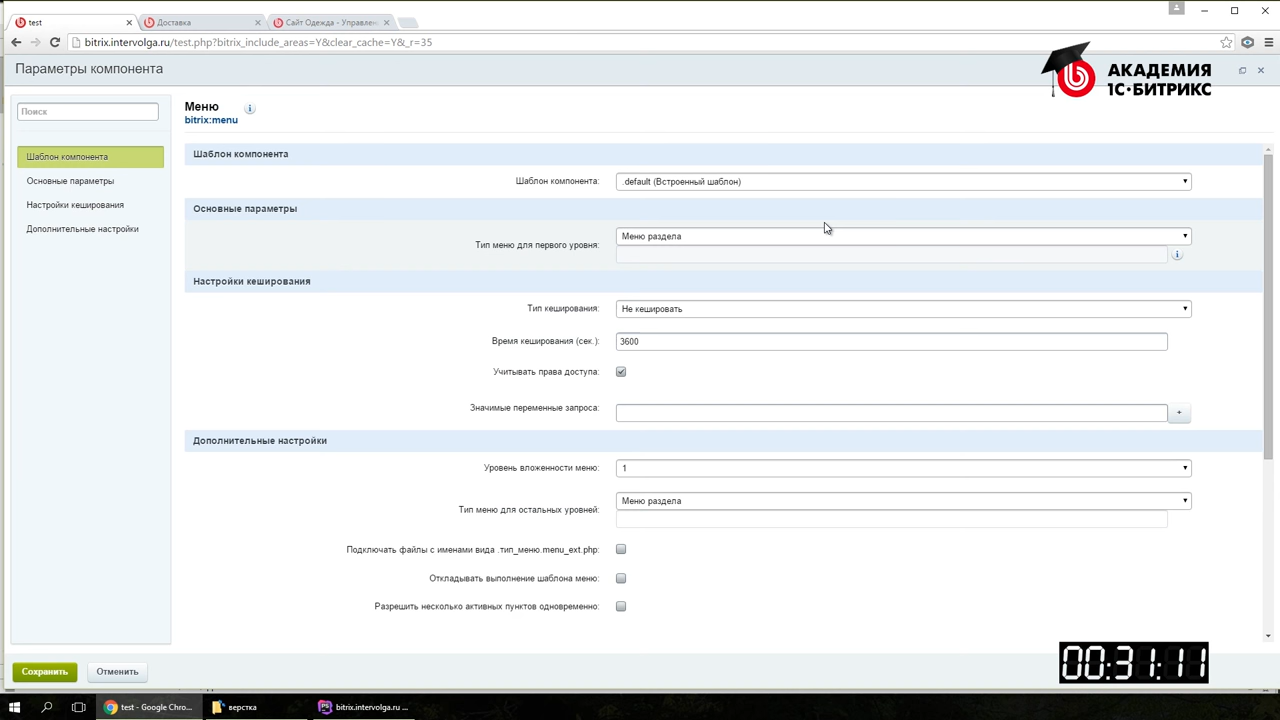 test
Доставка
Сайт Одежда - Управлен
bitrix.intervolga.ru/test.php?bitrix_include_areas=Y&clear_cache=Y&_r=35
Параметры компонента
АКАДЕМИЯ
1С·БИТРИКС
Поиск
Шаблон компонента
Основные параметры
Настройки кеширования
Дополнительные настройки
Меню
bitrix:menu
Шаблон компонента
Шаблон компонента: .default (Встроенный шаблон)
Основные параметры
Тип меню для первого уровня: Меню раздела
Настройки кеширования
Тип кеширования: Не кешировать
Время кеширования (сек.): 3600
Учитывать права доступа:
Значимые переменные запроса: +
Дополнительные настройки
Уровень вложенности меню: 1
Тип меню для остальных уровней: Меню раздела
Подключать файлы с именами вида .тип_меню.menu_ext.php:
Откладывать выполнение шаблона меню:
Разрешить несколько активных пунктов одновременно:
Сохранить Отменить
00:31:11
test - Google Chro...
верстка
bitrix.intervolga.ru ...